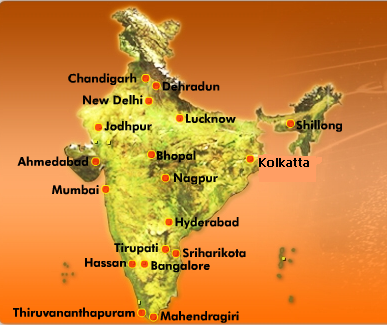 Chandigarh
Dehradun
New Delhi
Lucknow
Jodhpur
Shillong
Ahmedabad
Bhopal
Kolkatta
Nagpur
Mumbai
Hyderabad
Tirupati
Sriharikota
Hassan
Bangalore
Thiruvananthapuram
Mahendragiri